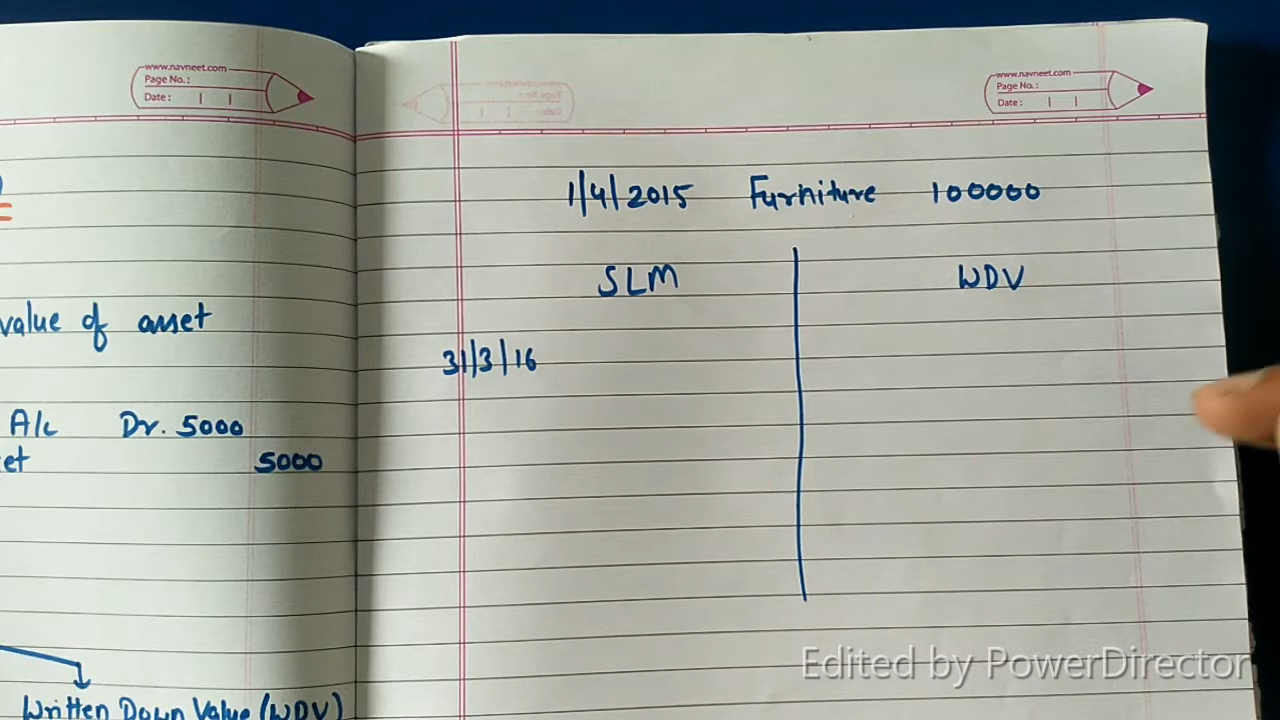 www.navneet.com
Page No.:
Date:
value of asset
A/c Dr. 5000
5000
Written Down Value (WDV)
www.navneet.com
Page No.:
Date:
1/4/2015 Furniture 100000
SLM WDV
31/3/16
Edited by PowerDirector